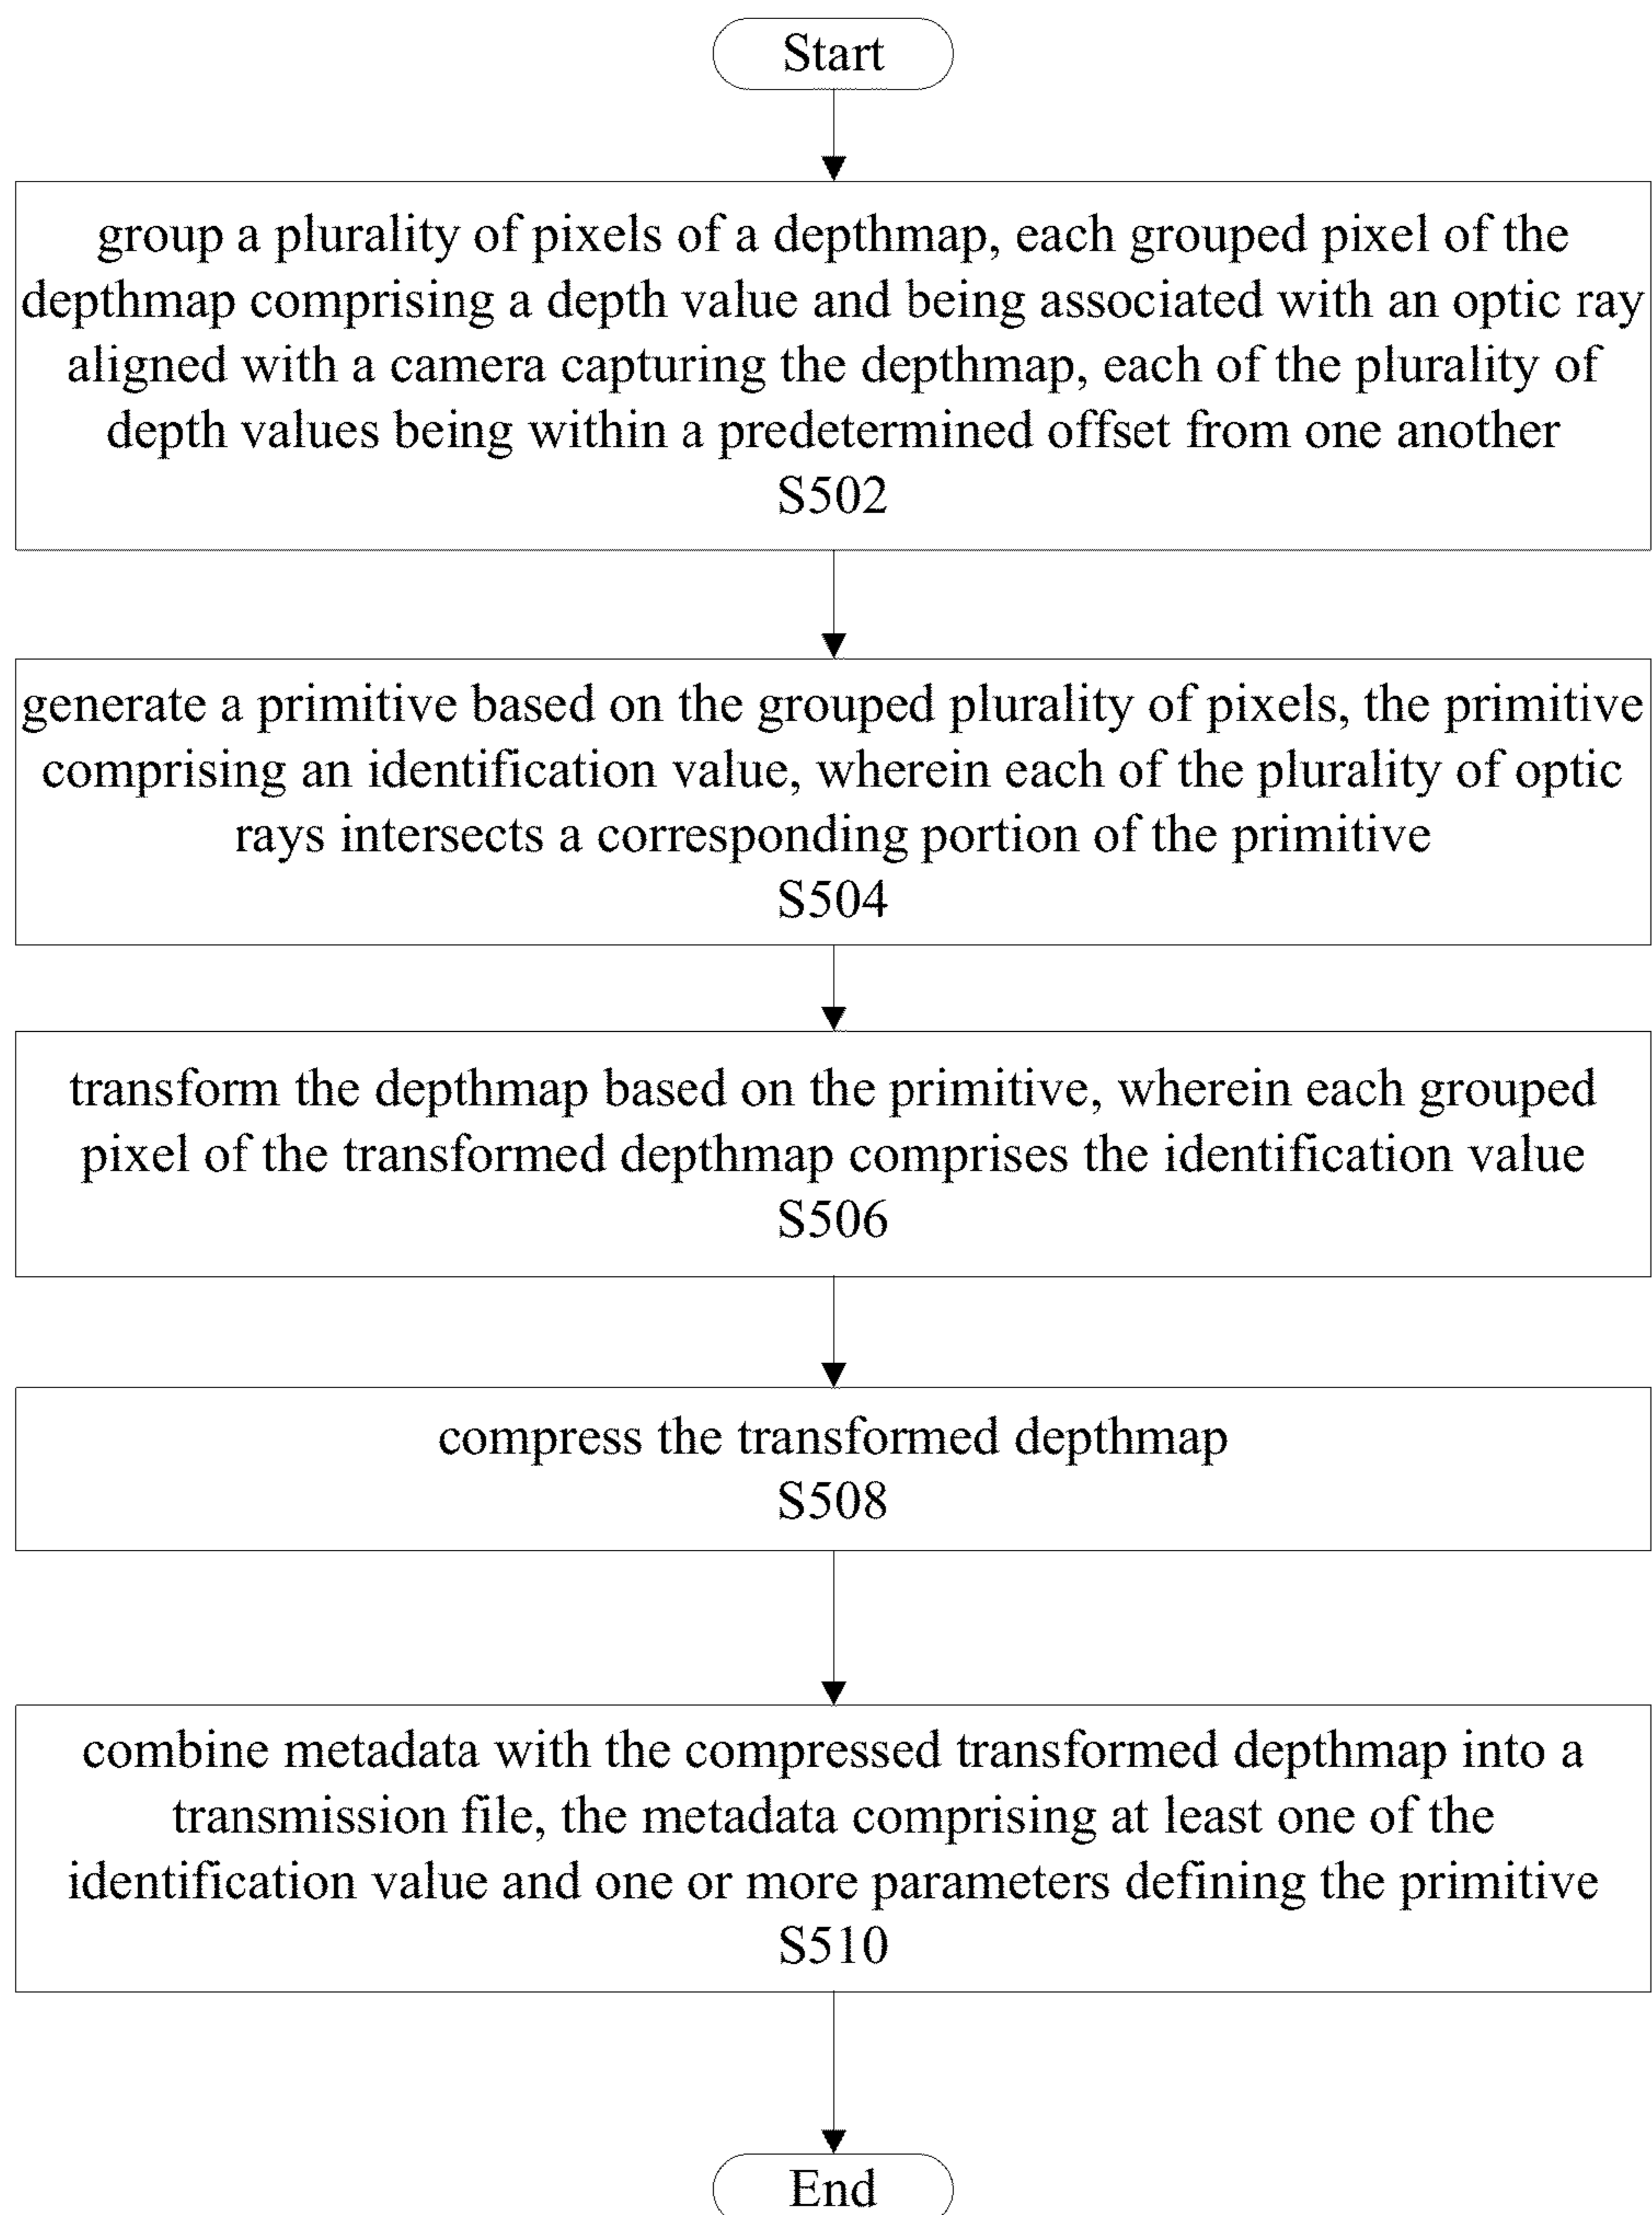 Start
group a plurality of pixels of a depthmap, each grouped pixel of the
depthmap comprising a depth value and being associated with an optic ray
aligned with a camera capturing the depthmap, each of the plurality of
depth values being within a predetermined offset from one another
S502
generate a primitive based on the grouped plurality of pixels, the primitive
comprising an identification value, wherein each of the plurality of optic
rays intersects a corresponding portion of the primitive
S504
transform the depthmap based on the primitive, wherein each grouped
pixel of the transformed depthmap comprises the identification value
S506
compress the transformed depthmap
S508
combine metadata with the compressed transformed depthmap into a
transmission file, the metadata comprising at least one of the
identification value and one or more parameters defining the primitive
S510
End